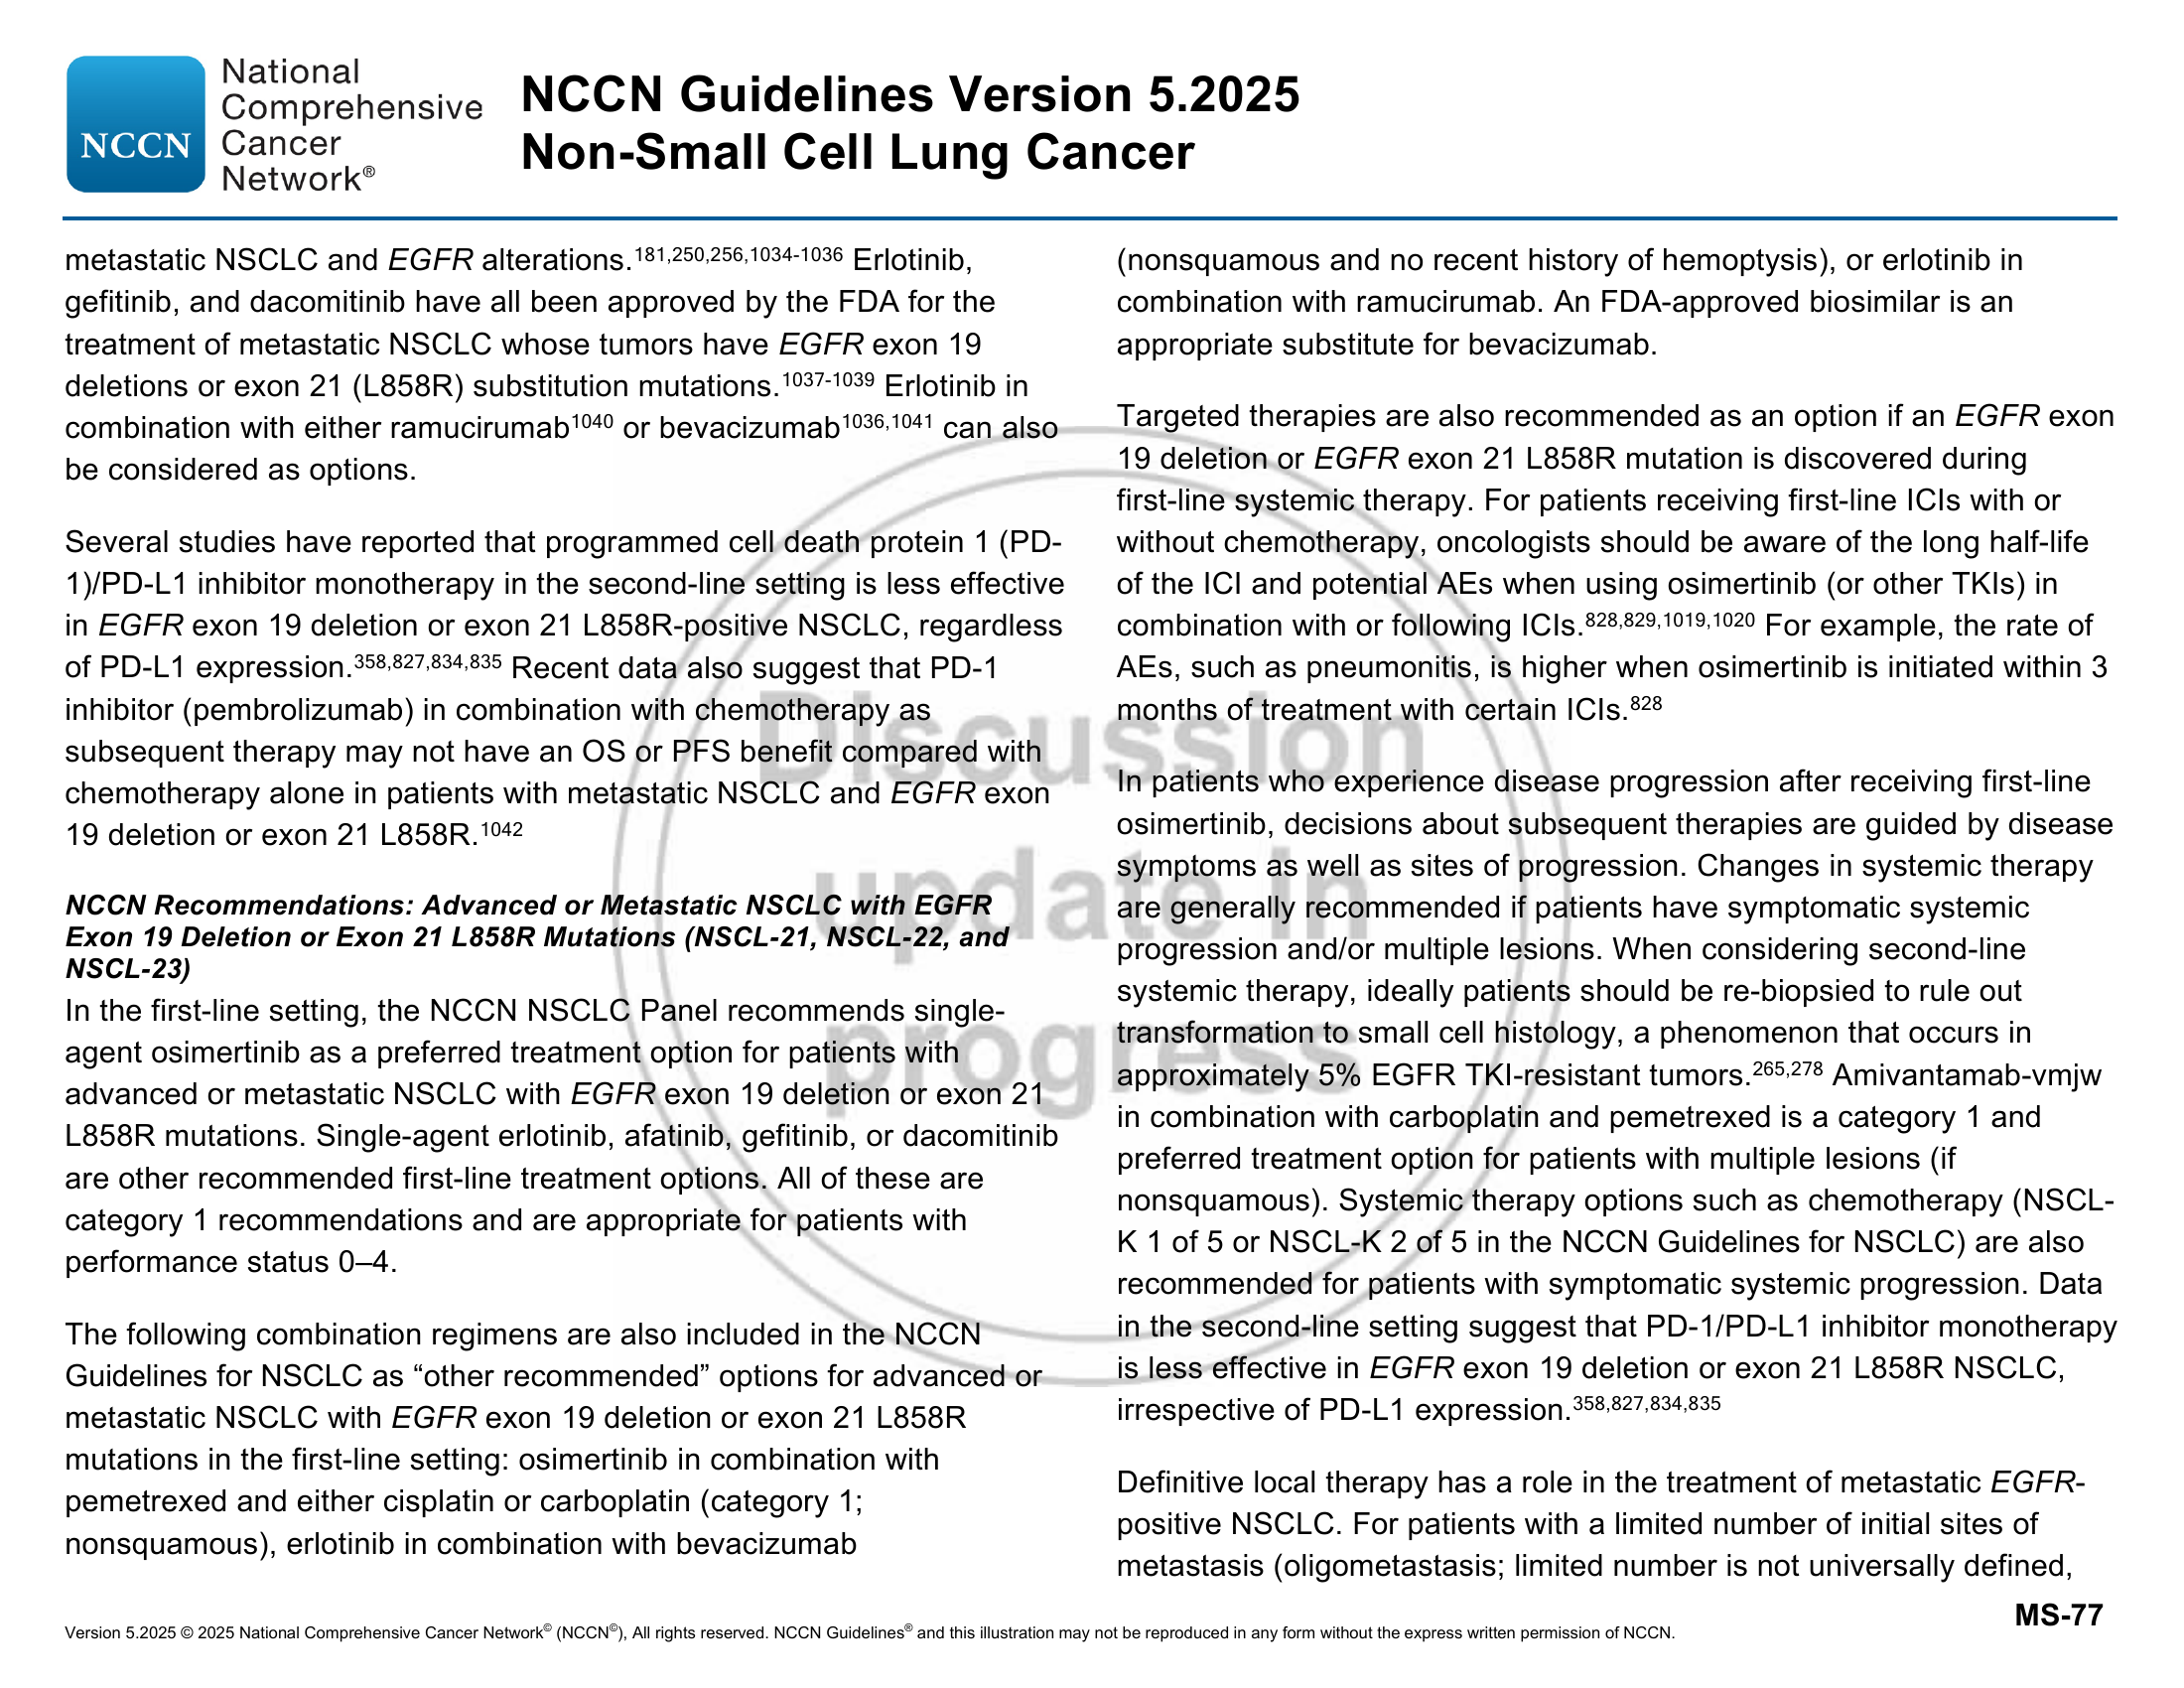 National
Comprehensive
NCCN Cancer
Network®
NCCN Guidelines Version 5.2025
Non-Small Cell Lung Cancer
metastatic NSCLC and EGFR alterations.181,250,256,1034-1036 Erlotinib,
gefitinib, and dacomitinib have all been approved by the FDA for the
treatment of metastatic NSCLC whose tumors have EGFR exon 19
deletions or exon 21 (L858R) substitution mutations.1037-1039 Erlotinib in
combination with either ramucirumab1040 or bevacizumab1036,1041 can also
be considered as options.
Several studies have reported that programmed cell death protein 1 (PD-
1)/PD-L1 inhibitor monotherapy in the second-line setting is less effective
in EGFR exon 19 deletion or exon 21 L858R-positive NSCLC, regardless
of PD-L1 expression.358,827,834,835 Recent data also suggest that PD-1
inhibitor (pembrolizumab) in combination with chemotherapy as
subsequent therapy may not have an OS or PFS benefit compared with
chemotherapy alone in patients with metastatic NSCLC and EGFR exon
19 deletion or exon 21 L858R.1042
NCCN Recommendations: Advanced or Metastatic NSCLC with EGFR
Exon 19 Deletion or Exon 21 L858R Mutations (NSCL-21, NSCL-22, and
NSCL-23)
In the first-line setting, the NCCN NSCLC Panel recommends single-
agent osimertinib as a preferred treatment option for patients with
advanced or metastatic NSCLC with EGFR exon 19 deletion or exon 21
L858R mutations. Single-agent erlotinib, afatinib, gefitinib, or dacomitinib
are other recommended first-line treatment options. All of these are
category 1 recommendations and are appropriate for patients with
performance status 0–4.
The following combination regimens are also included in the NCCN
Guidelines for NSCLC as “other recommended” options for advanced or
metastatic NSCLC with EGFR exon 19 deletion or exon 21 L858R
mutations in the first-line setting: osimertinib in combination with
pemetrexed and either cisplatin or carboplatin (category 1;
nonsquamous), erlotinib in combination with bevacizumab
(nonsquamous and no recent history of hemoptysis), or erlotinib in
combination with ramucirumab. An FDA-approved biosimilar is an
appropriate substitute for bevacizumab.
Targeted therapies are also recommended as an option if an EGFR exon
19 deletion or EGFR exon 21 L858R mutation is discovered during
first-line systemic therapy. For patients receiving first-line ICIs with or
without chemotherapy, oncologists should be aware of the long half-life
of the ICI and potential AEs when using osimertinib (or other TKIs) in
combination with or following ICIs.828,829,1019,1020 For example, the rate of
AEs, such as pneumonitis, is higher when osimertinib is initiated within 3
months of treatment with certain ICIs.828
In patients who experience disease progression after receiving first-line
osimertinib, decisions about subsequent therapies are guided by disease
symptoms as well as sites of progression. Changes in systemic therapy
are generally recommended if patients have symptomatic systemic
progression and/or multiple lesions. When considering second-line
systemic therapy, ideally patients should be re-biopsied to rule out
transformation to small cell histology, a phenomenon that occurs in
approximately 5% EGFR TKI-resistant tumors.265,278 Amivantamab-vmjw
in combination with carboplatin and pemetrexed is a category 1 and
preferred treatment option for patients with multiple lesions (if
nonsquamous). Systemic therapy options such as chemotherapy (NSCL-
K 1 of 5 or NSCL-K 2 of 5 in the NCCN Guidelines for NSCLC) are also
recommended for patients with symptomatic systemic progression. Data
in the second-line setting suggest that PD-1/PD-L1 inhibitor monotherapy
is less effective in EGFR exon 19 deletion or exon 21 L858R NSCLC,
irrespective of PD-L1 expression.358,827,834,835
Definitive local therapy has a role in the treatment of metastatic EGFR-
positive NSCLC. For patients with a limited number of initial sites of
metastasis (oligometastasis; limited number is not universally defined,
Discussion
update in
progress
MS-77
Version 5.2025 © 2025 National Comprehensive Cancer Network© (NCCN©), All rights reserved. NCCN Guidelines® and this illustration may not be reproduced in any form without the express written permission of NCCN.